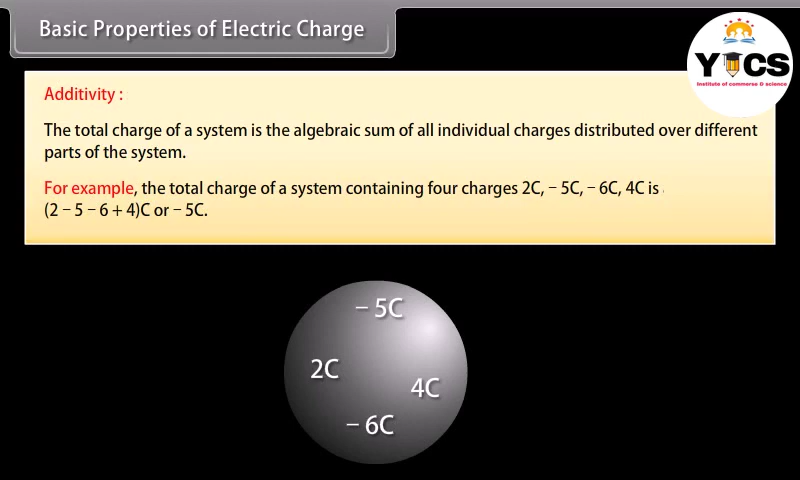 Basic Properties of Electric Charge
YICS
Institute of commerse & science
Additivity :
The total charge of a system is the algebraic sum of all individual charges distributed over different
parts of the system.
For example, the total charge of a system containing four charges 2C, – 5C, – 6C, 4C is
(2 – 5 – 6 + 4)C or – 5C.
– 5C
2C
4C
– 6C